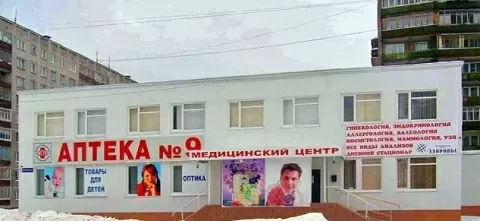 АПТЕКА №9
МЕДИЦИНСКИЙ ЦЕНТР
ТОВАРЫ
ДЛЯ
ДЕТЕЙ
ОПТИКА
ГИНЕКОЛОГИЯ, ЭНДОКРИНОЛОГИЯ
АЛЛЕРГОЛОГИЯ, ВАЛЕОЛОГИЯ
КОСМЕТОЛОГИЯ, МАММОЛОГИЯ, УЗИ
ВСЕ ВИДЫ АНАЛИЗОВ
ДНЕВНОЙ СТАЦИОНАР